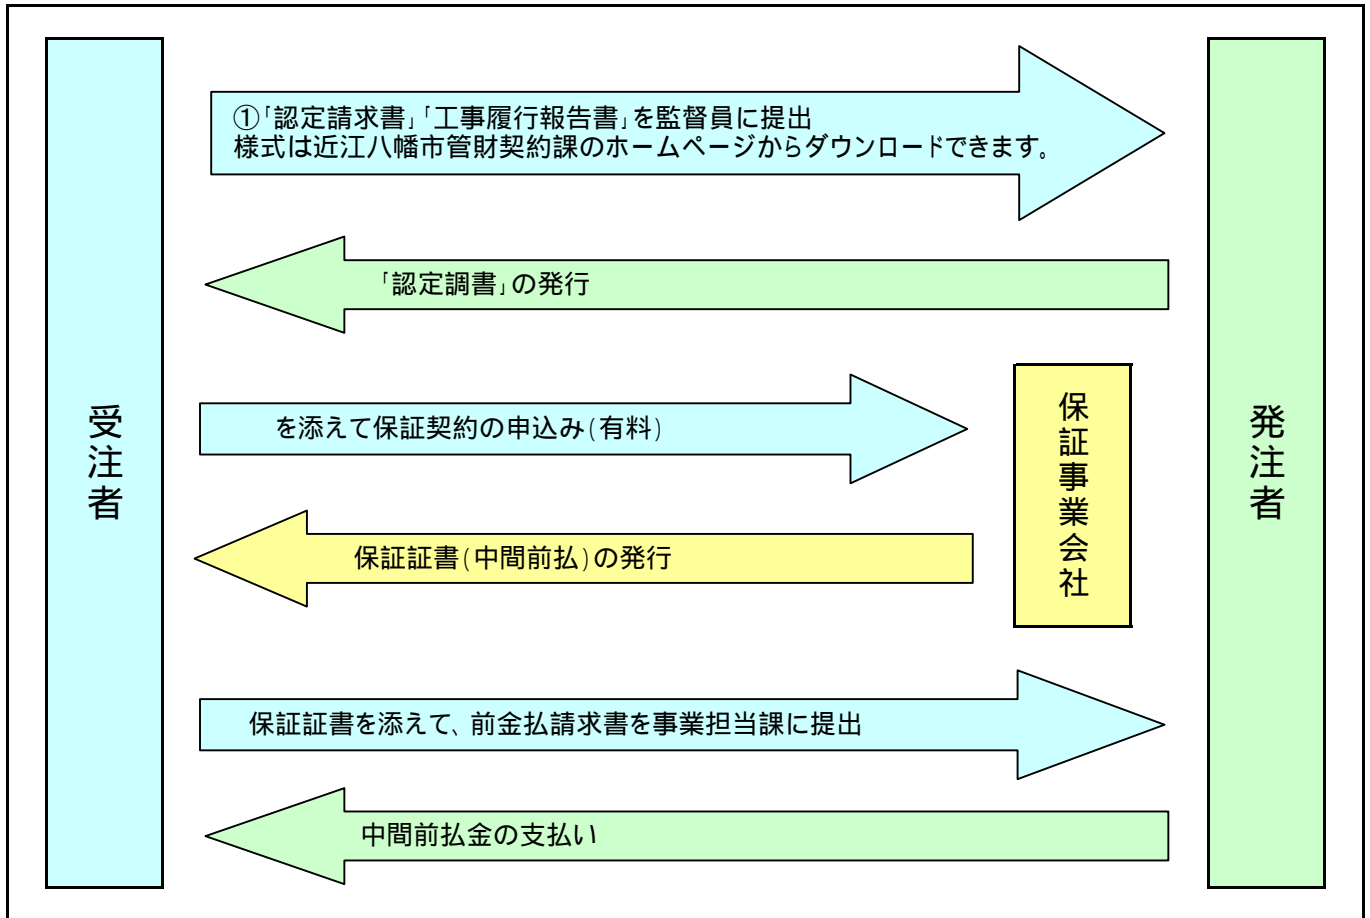 ①「認定請求書」「工事履行報告書」を監督員に提出
様式は近江八幡市管財契約課のホームページからダウンロードできます。
「認定調書」の発行
を添えて保証契約の申込み(有料)
保証証書(中間前払)の発行
保証証書を添えて、前金払請求書を事業担当課に提出
中間前払金の支払い
受注者
保証事業会社
発注者